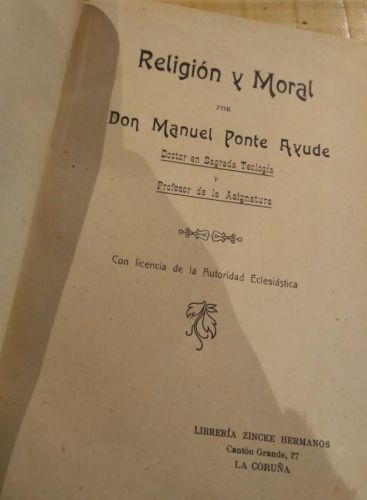 Religión y Moral
POR
Don Manuel Ponte Ayude
Doctor en Sagrada Teología
Y
Profesor de la Asignatura
Con licencia de la Autoridad Eclesiástica
LIBRERÍA ZINCKE HERMANOS
Cantón Grande, 27
LA CORUÑA